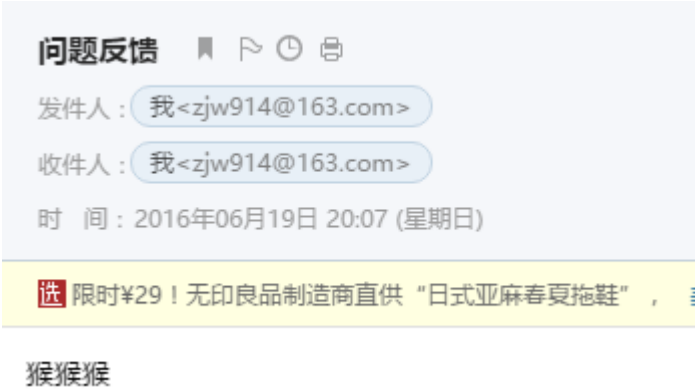 问题反馈
发件人：我<zjw914@163.com>
收件人：我<zjw914@163.com>
时 间：2016年06月19日 20:07 (星期日)
选 限时¥29！无印良品制造商直供“日式亚麻春夏拖鞋”，
猴猴猴